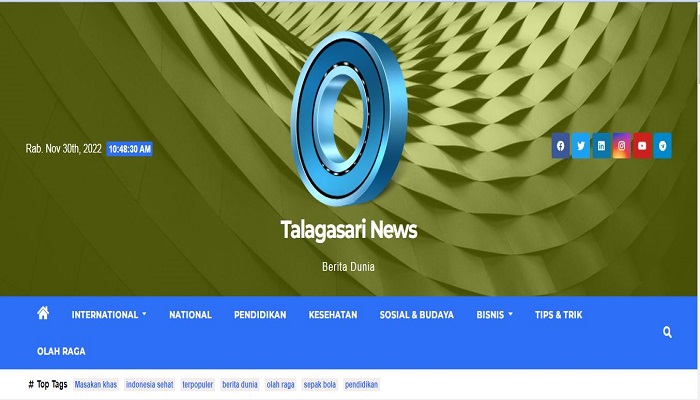 Rab. Nov 30th, 2022 10:48:30 AM
Talagasari News
Berita Dunia
INTERNATIONAL NATIONAL PENDIDIKAN KESEHATAN SOSIAL & BUDAYA BISNIS TIPS & TRIK
OLAH RAGA
# Top Tags Masakan khas indonesia sehat terpopuler berita dunia olah raga sepak bola pendidikan